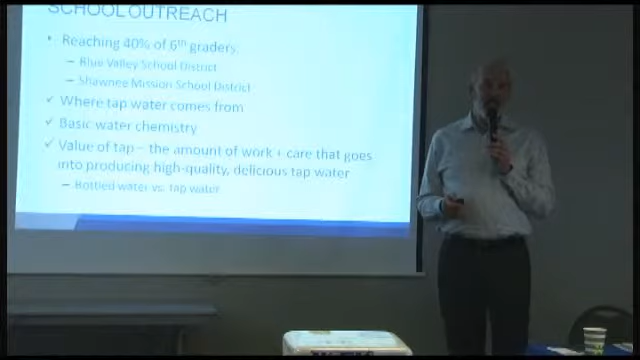 SCHOOL OUTREACH
• Reaching 40% of 6th graders.
– Blue Valley School District
– Shawnee Mission School District
✓ Where tap water comes from
✓ Basic water chemistry
✓ Value of tap – the amount of work + care that goes
into producing high-quality, delicious tap water
– Bottled water vs. tap water